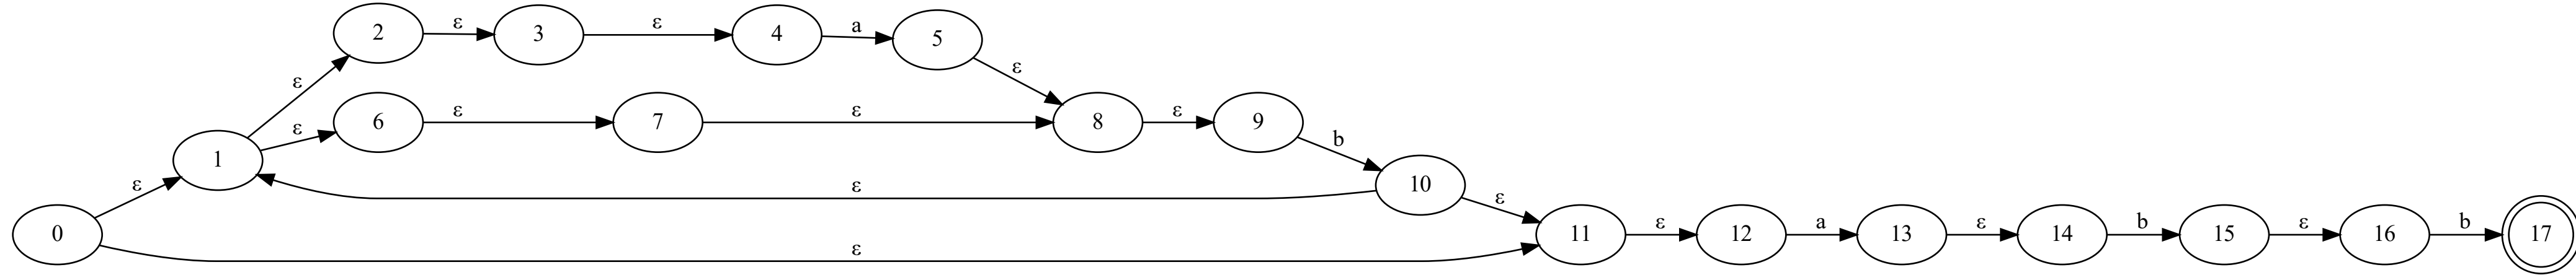 2 ε 3 ε 4 a 5
ε ε
6 ε 7 ε 8 ε 9
ε b
1
ε ε 10 ε
0 ε 11 ε 12 a 13 ε 14 b 15 ε 16 b 17